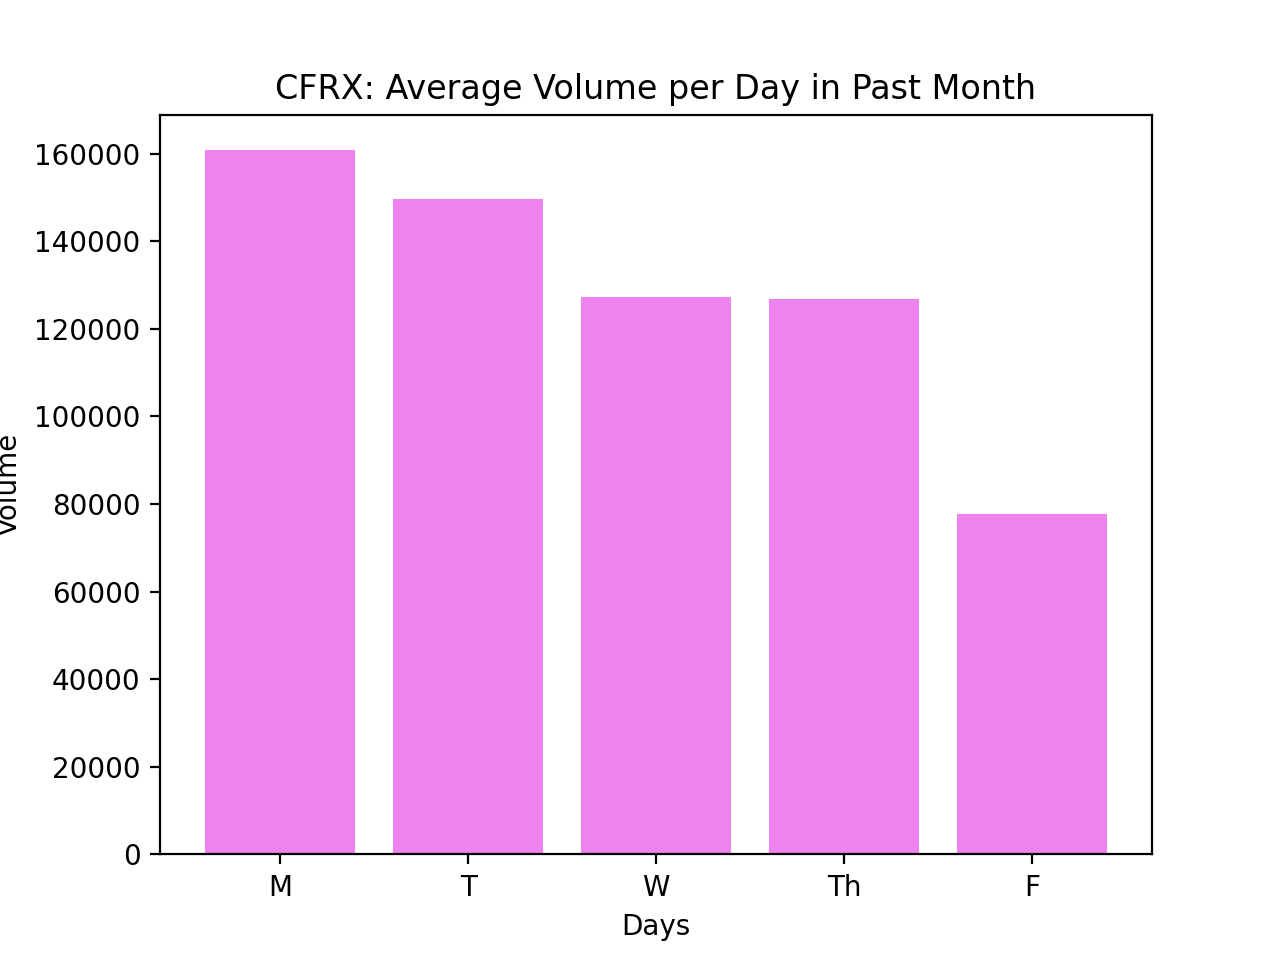 CFRX: Average Volume per Day in Past Month
160000
140000
120000
100000
80000
60000
40000
20000
0
Volume
M T W Th F
Days